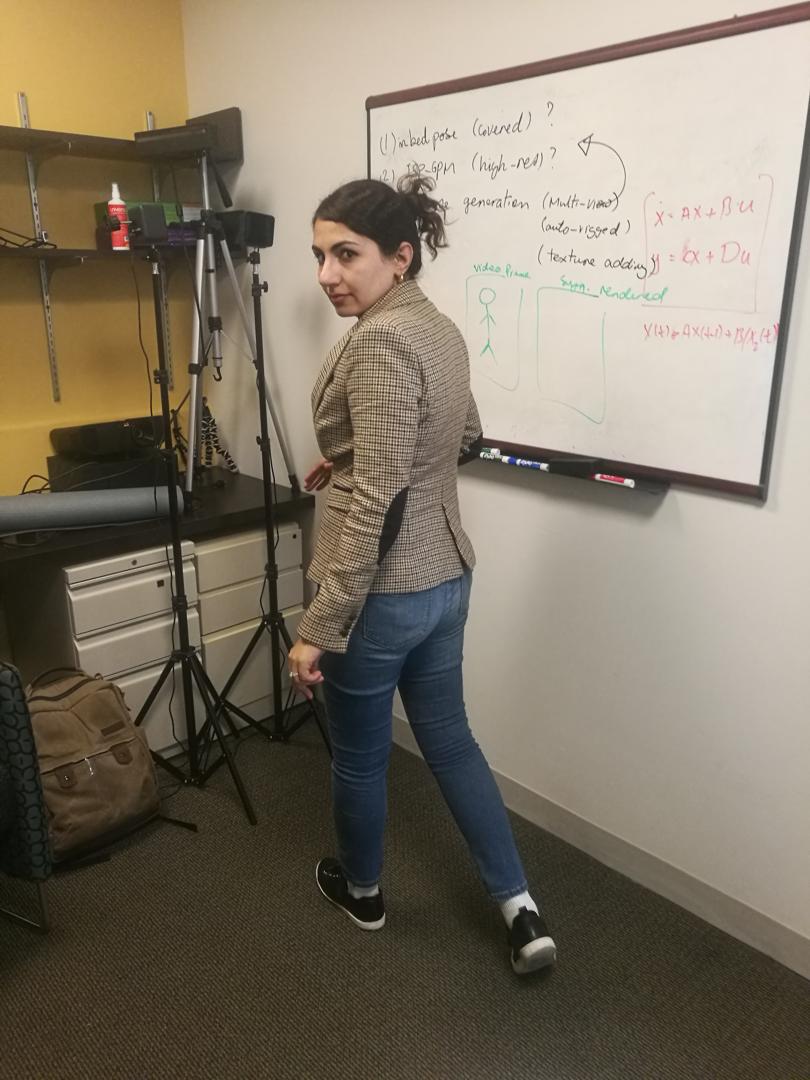 (1) in bed pose (covered) ?
(high-res) ?
generation (Multi-view)
(auto-rigged)
(texture adding)
ẋ = Ax + Bu
= Cx + Du
video frame
Syn. rendered